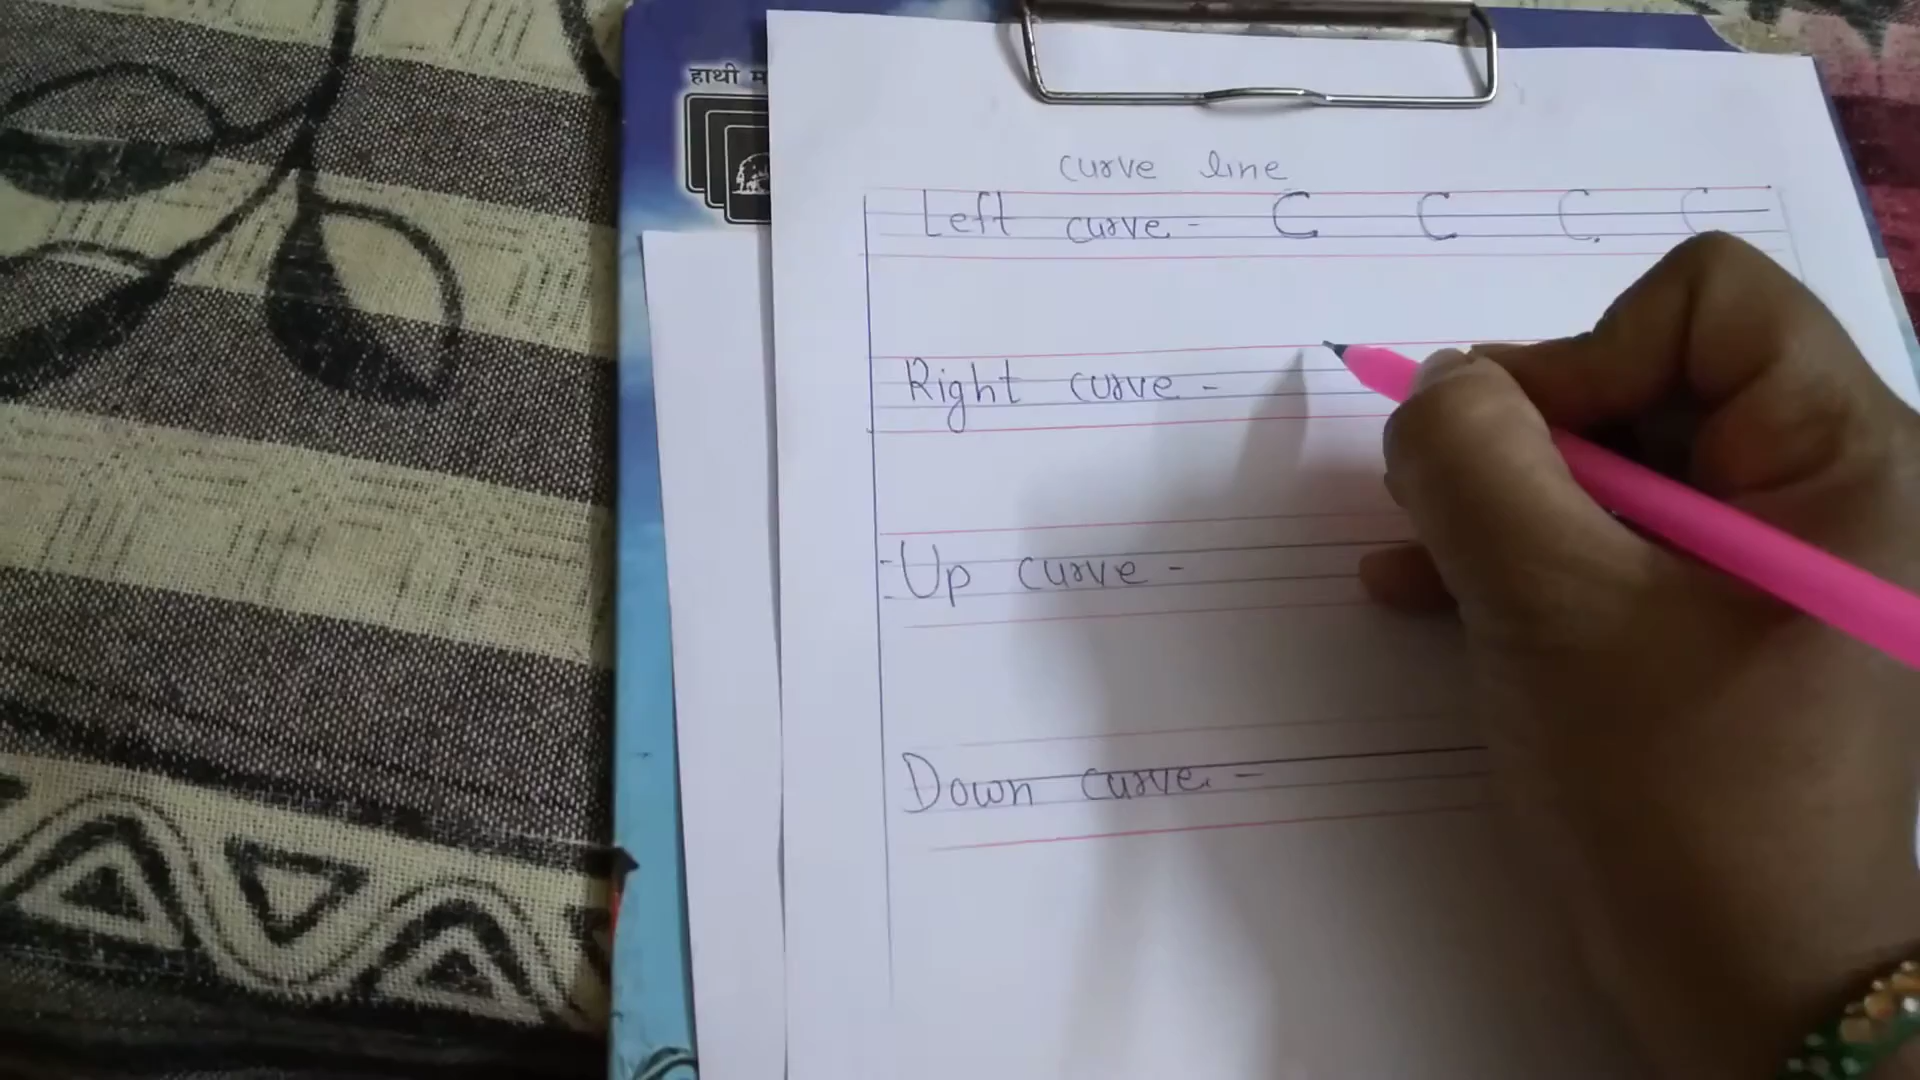 हाथी म
curve line
Left curve - C C C C
Right curve -
Up curve -
Down curve -